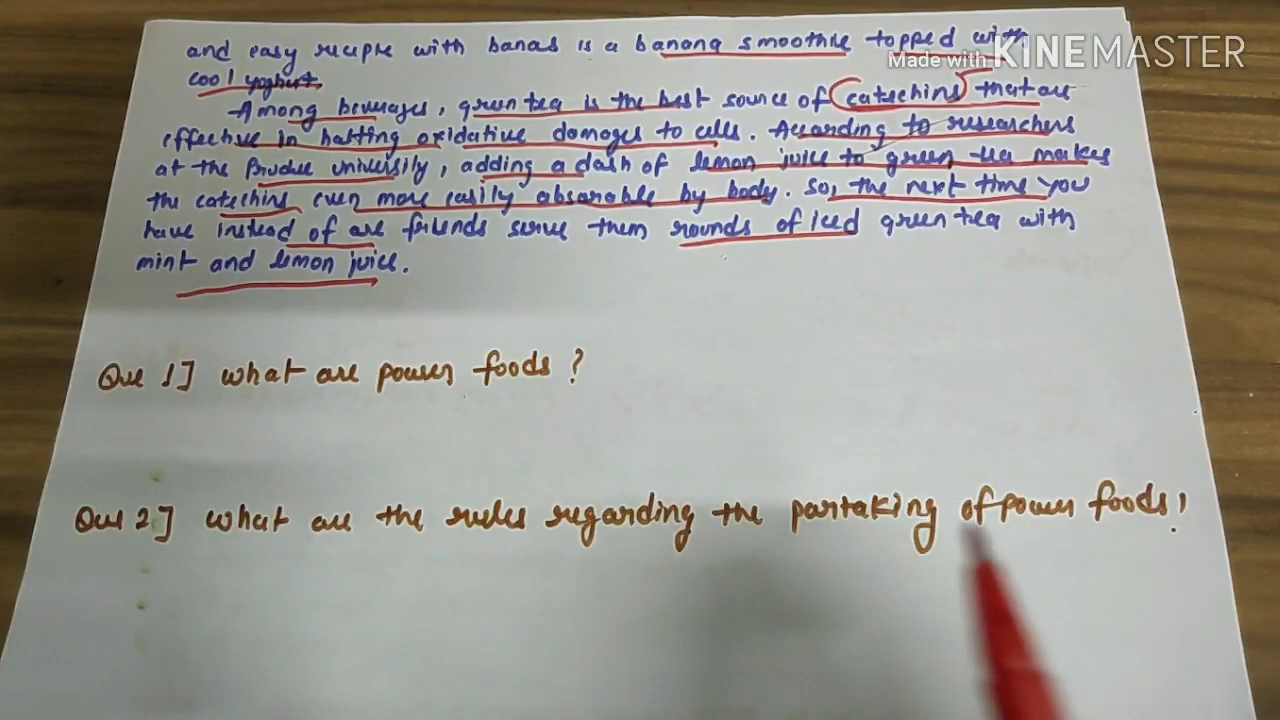 and easy recipie with banas is a banana smoothie topped with
Made with KINEMASTER
cool yoghurt.
Among beverages, green tea is the best source of (catechins) that are
effective in halting oxidative damages to cells. According to researchers
at the Prudue university, adding a dash of lemon juice to green tea makes
the catechins even more easily absorable by body. So, the next time you
have instead of are friends serve them rounds of iced green tea with
mint and lemon juice.
Que 1] what are power foods ?
Que 2] what are the rules regarding the partaking of power foods?